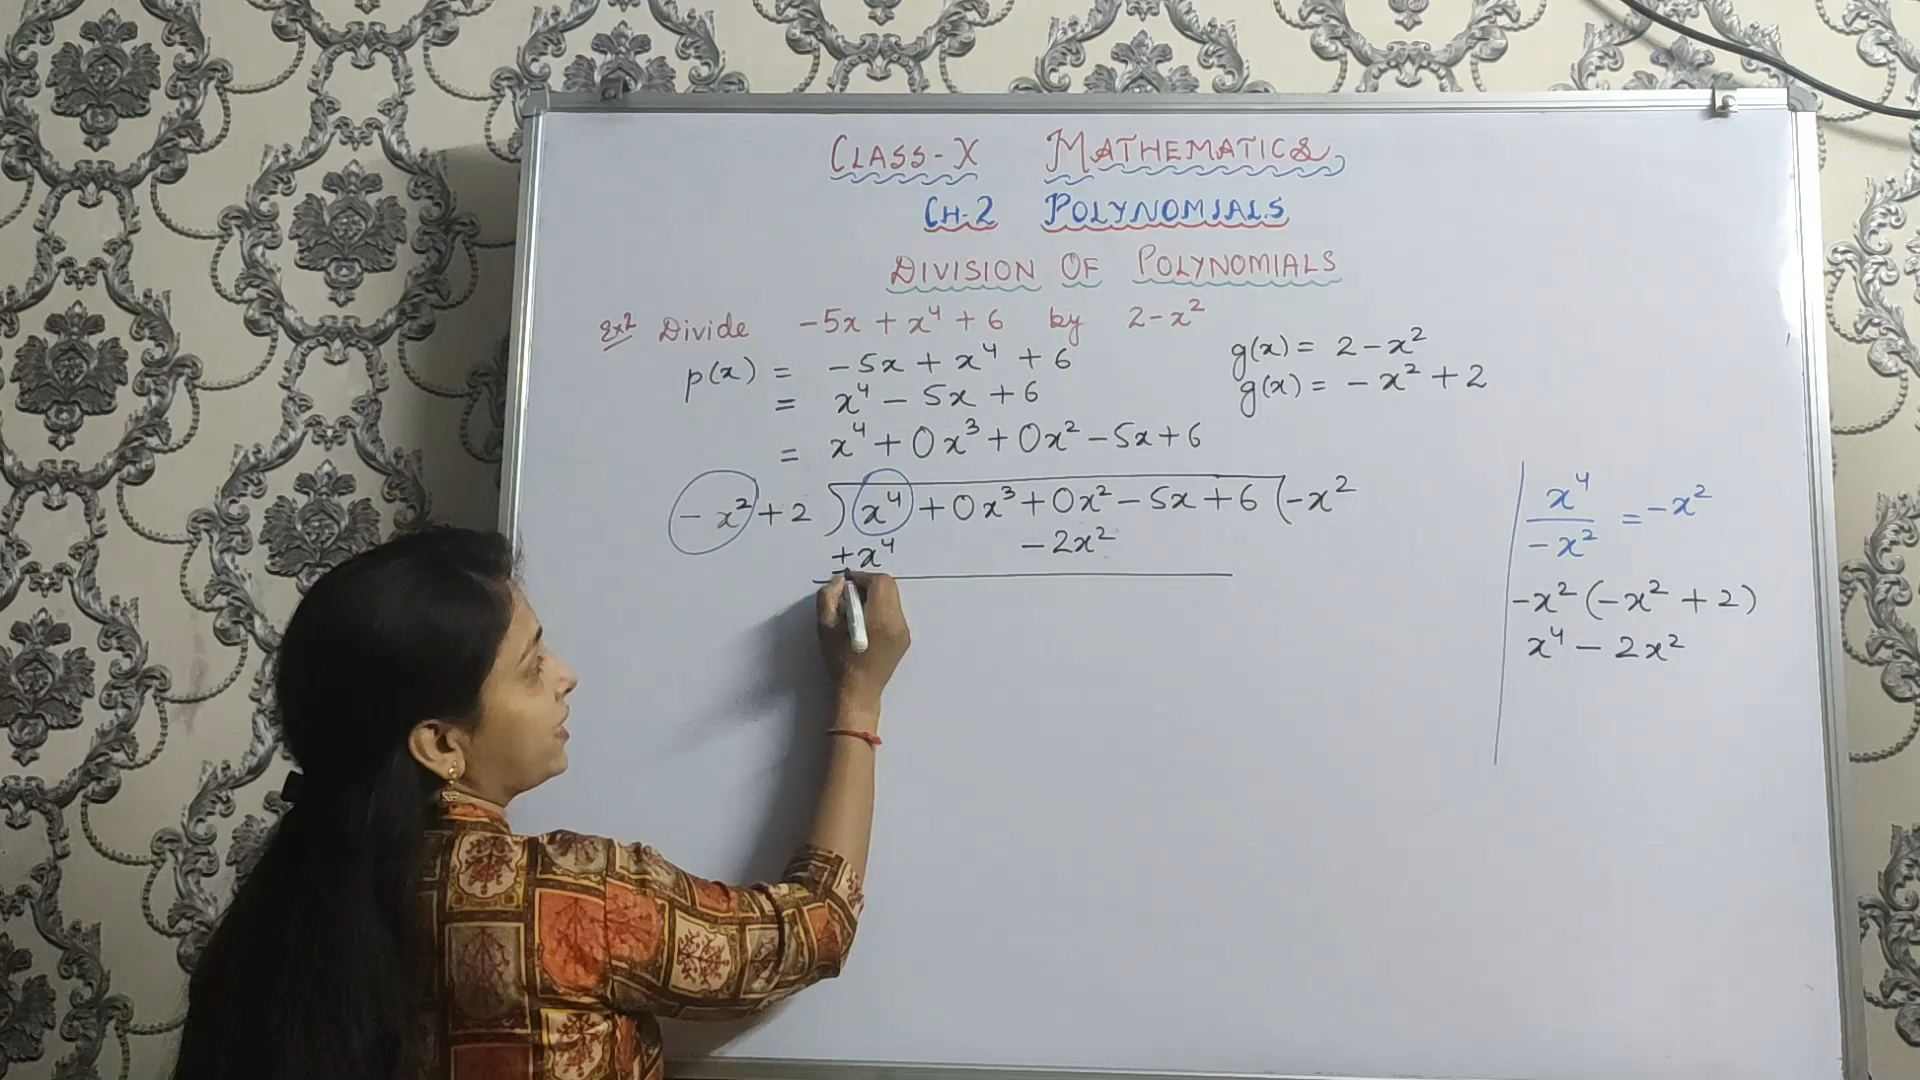 CLASS-X MATHEMATICS
CH-2 POLYNOMIALS
DIVISION OF POLYNOMIALS
Ex2 Divide -5x + x⁴ + 6 by 2 - x²
p(x) = -5x + x⁴ + 6
= x⁴ - 5x + 6
= x⁴ + 0x³ + 0x² - 5x + 6
g(x) = 2 - x²
g(x) = - x² + 2
- x² + 2 ) x⁴ + 0x³ + 0x² - 5x + 6 ( -x²
+x⁴ - 2x²
-
x⁴ / -x² = -x²
-x² (-x² + 2)
x⁴ - 2x²